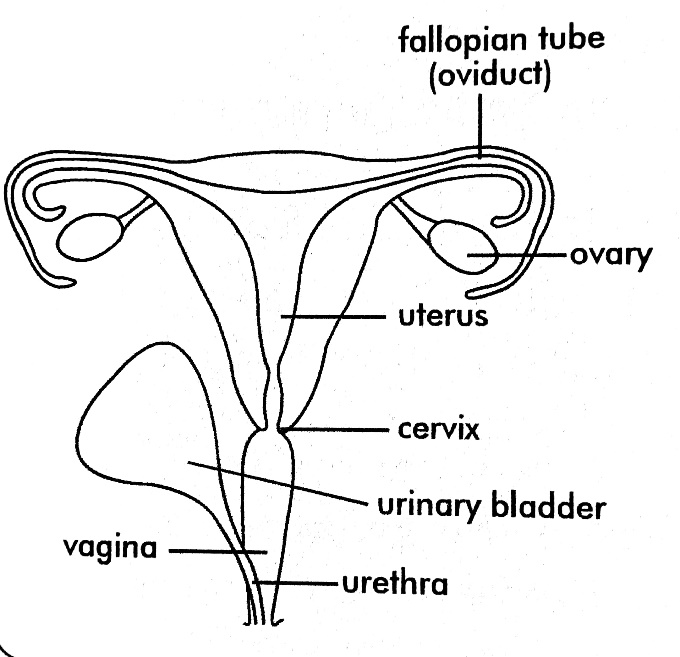 fallopian tube
(oviduct)
ovary
uterus
cervix
urinary bladder
vagina
urethra